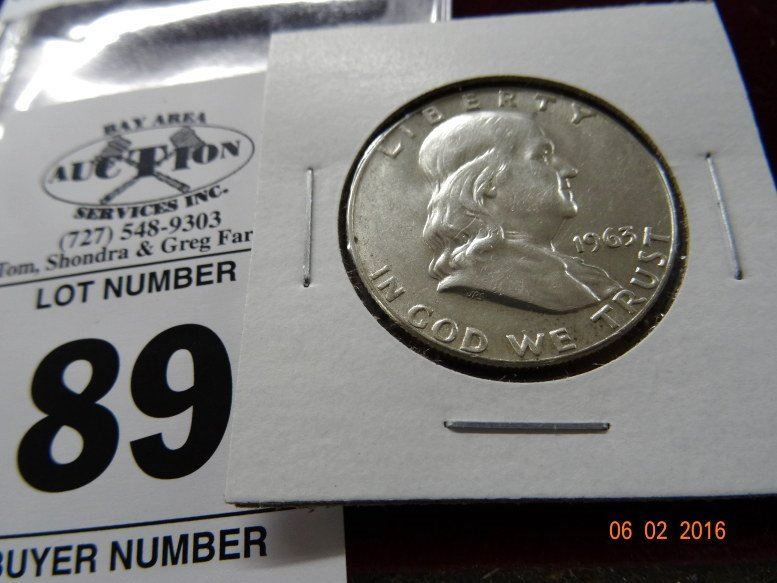 BAY AREA
AUCTION
SERVICES INC-
(727) 548-9303
Tom, Shondra & Greg Far
LOT NUMBER
89
BUYER NUMBER
LIBERTY
1963
IN GOD WE TRUST
06 02 2016